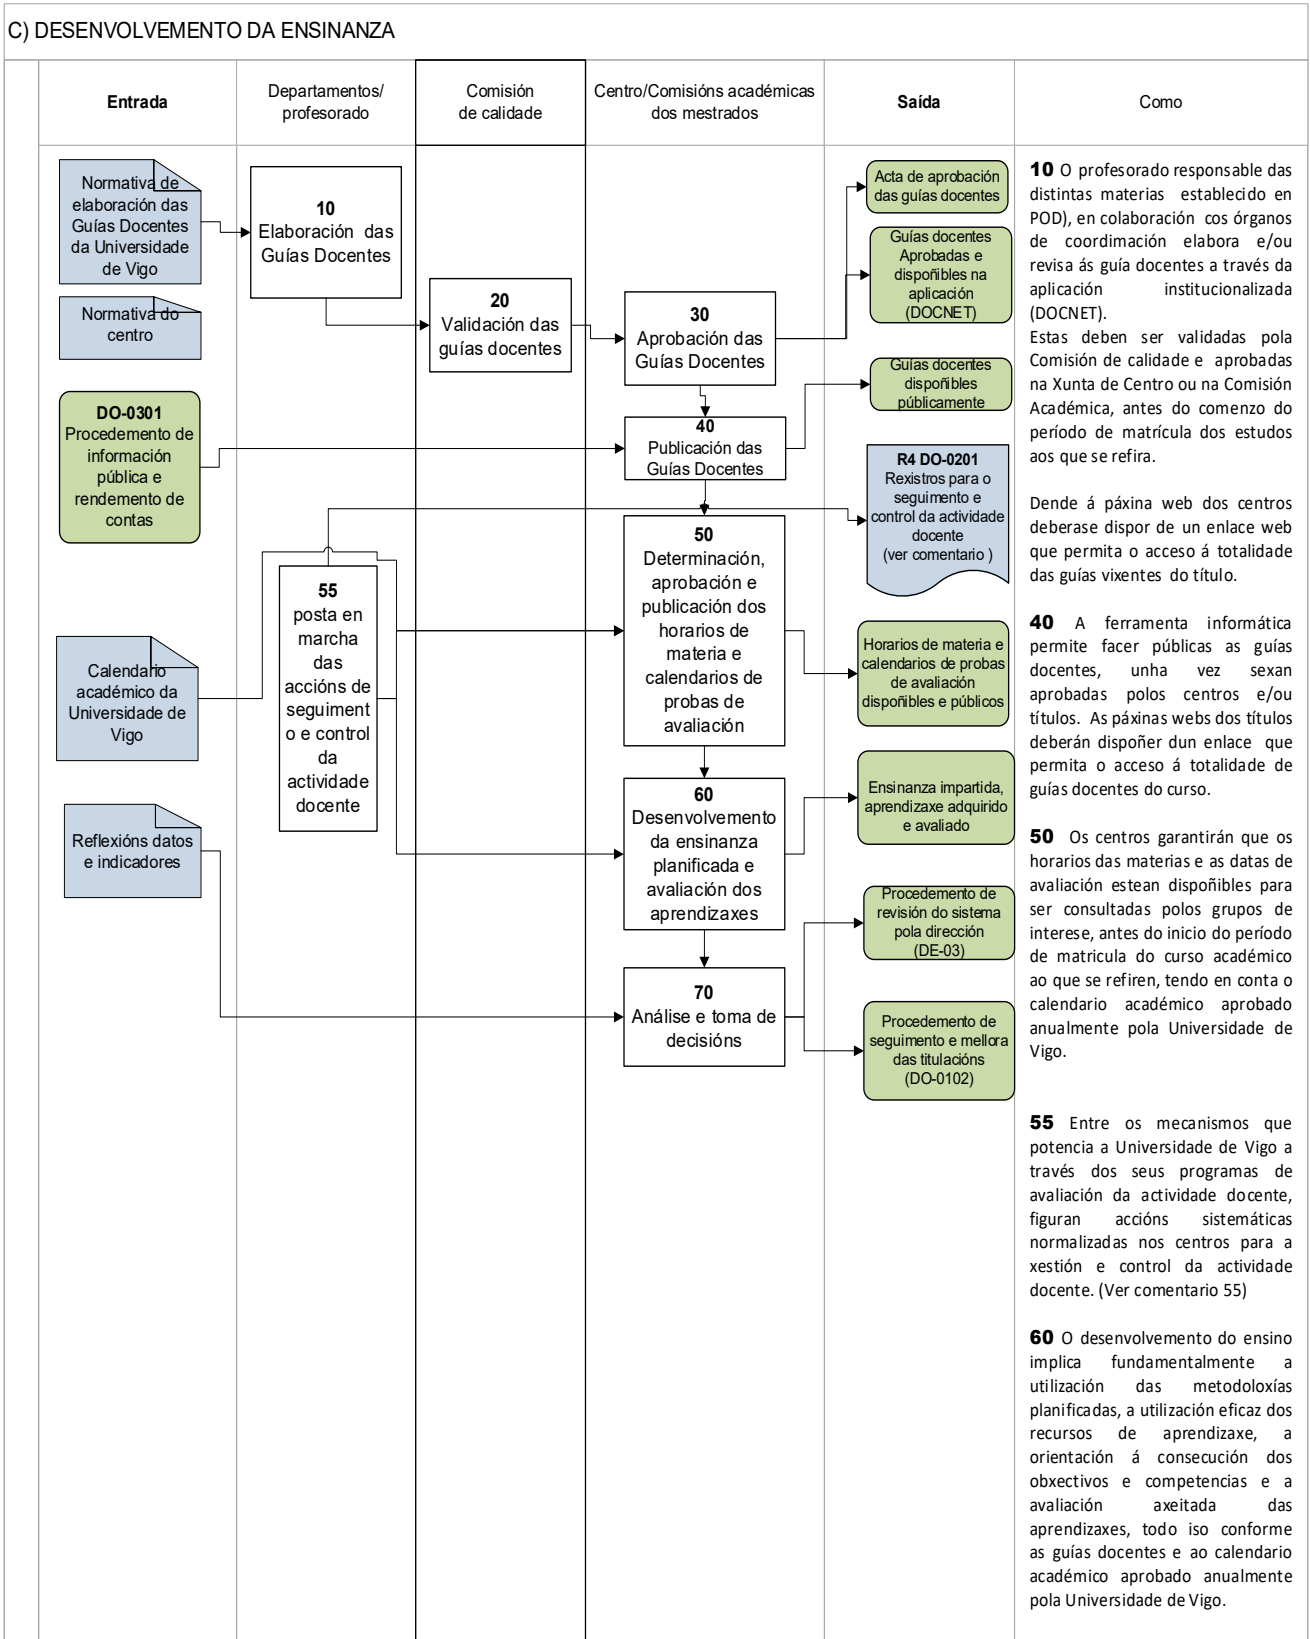 C) DESENVOLVEMENTO DA ENSINANZA
Entrada
Departamentos/
profesorado
Comisión
de calidade
Centro/Comisións académicas
dos mestrados
Saída
Como
Normativa de
elaboración das
Guías Docentes
da Universidade
de Vigo
Normativa do
centro
DO-0301
Procedemento de
información
pública e
rendemento de
contas
Calendario
académico da
Universidade de
Vigo
Reflexións datos
e indicadores
10
Elaboración das
Guías Docentes
55
posta en
marcha
das
accións de
seguiment
o e control
da
actividade
docente
20
Validación das
guías docentes
30
Aprobación das
Guías Docentes
40
Publicación das
Guías Docentes
50
Determinación,
aprobación e
publicación dos
horarios de
materia e
calendarios de
probas de
avaliación
60
Desenvolvemento
da ensinanza
planificada e
avaliación dos
aprendizaxes
70
Análise e toma de
decisións
Acta de aprobación
das guías docentes
Guías docentes
Aprobadas e
dispoñibles na
aplicación
(DOCNET)
Guías docentes
dispoñibles
públicamente
R4 DO-0201
Rexistros para o
seguimento e
control da actividade
docente
(ver comentario )
Horarios de materia e
calendarios de probas
de avaliación
dispoñibles e públicos
Ensinanza impartida,
aprendizaxe adquirido
e avaliado
Procedemento de
revisión do sistema
pola dirección
(DE-03)
Procedemento de
seguimento e mellora
das titulacións
(DO-0102)
10 O profesorado responsable das
distintas materias establecido en
POD), en colaboración cos órganos
de coordimación elabora e/ou
revisa ás guía docentes a través da
aplicación institucionalizada
(DOCNET).
Estas deben ser validadas pola
Comisión de calidade e aprobadas
na Xunta de Centro ou na Comisión
Académica, antes do comenzo do
período de matrícula dos estudos
aos que se refira.
Dende á páxina web dos centros
deberase dispor de un enlace web
que permita o acceso á totalidade
das guías vixentes do título.
40 A ferramenta informática
permite facer públicas as guías
docentes, unha vez sexan
aprobadas polos centros e/ou
títulos. As páxinas webs dos títulos
deberán dispoñer dun enlace que
permita o acceso á totalidade de
guías docentes do curso.
50 Os centros garantirán que os
horarios das materias e as datas de
avaliación estean dispoñibles para
ser consultadas polos grupos de
interese, antes do inicio do período
de matricula do curso académico
ao que se refiren, tendo en conta o
calendario académico aprobado
anualmente pola Universidade de
Vigo.
55 Entre os mecanismos que
potencia a Universidade de Vigo a
través dos seus programas de
avaliación da actividade docente,
figuran accións sistemáticas
normalizadas nos centros para a
xestión e control da actividade
docente. (Ver comentario 55)
60 O desenvolvemento do ensino
implica fundamentalmente a
utilización das metodoloxías
planificadas, a utilización eficaz dos
recursos de aprendizaxe, a
orientación á consecución dos
obxectivos e competencias e a
avaliación axeitada das
aprendizaxes, todo iso conforme
as guías docentes e ao calendario
académico aprobado anualmente
pola Universidade de Vigo.